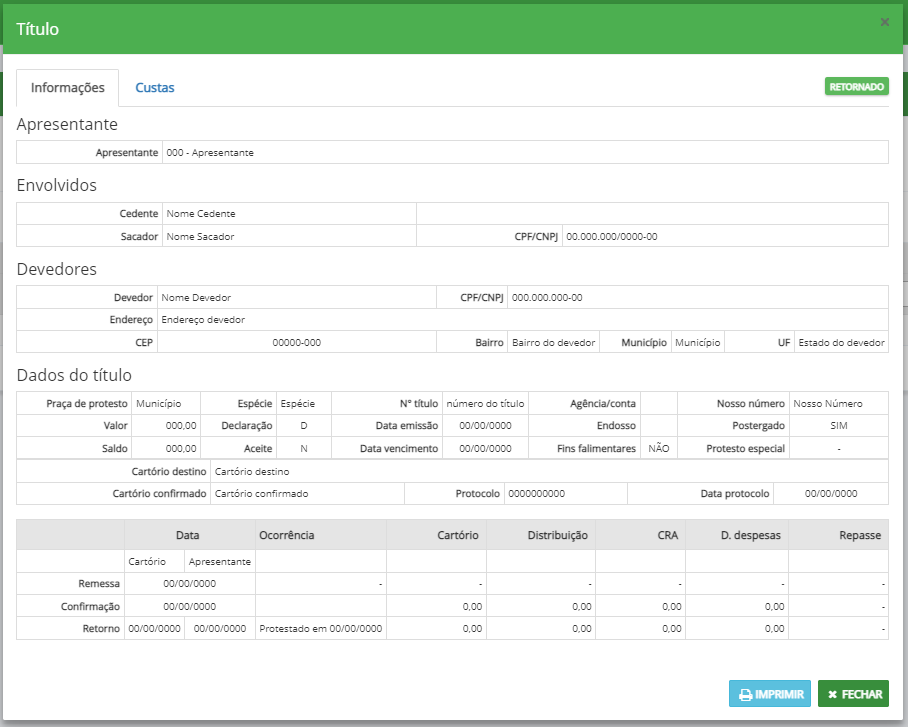 Título ×
Informações Custas RETORNADO
Apresentante
Apresentante 000 - Apresentante
Envolvidos
Cedente Nome Cedente
Sacador Nome Sacador CPF/CNPJ 00.000.000/0000-00
Devedores
Devedor Nome Devedor CPF/CNPJ 000.000.000-00
Endereço Endereço devedor
CEP 00000-000 Bairro Bairro do devedor Município Município UF Estado do devedor
Dados do título
Praça de protesto Município Espécie Espécie N° título número do título Agência/conta Nosso número Nosso Número
Valor 000,00 Declaração D Data emissão 00/00/0000 Endosso Postergado SIM
Saldo 000,00 Aceite N Data vencimento 00/00/0000 Fins falimentares NÃO Protesto especial -
Cartório destino Cartório destino
Cartório confirmado Cartório confirmado Protocolo 0000000000 Data protocolo 00/00/0000
Data Ocorrência Cartório Distribuição CRA D. despesas Repasse
Cartório Apresentante
Remessa 00/00/0000 - - - - - -
Confirmação 00/00/0000 0,00 0,00 0,00 0,00 -
Retorno 00/00/0000 00/00/0000 Protestado em 00/00/0000 0,00 0,00 0,00 0,00 -
IMPRIMIR × FECHAR